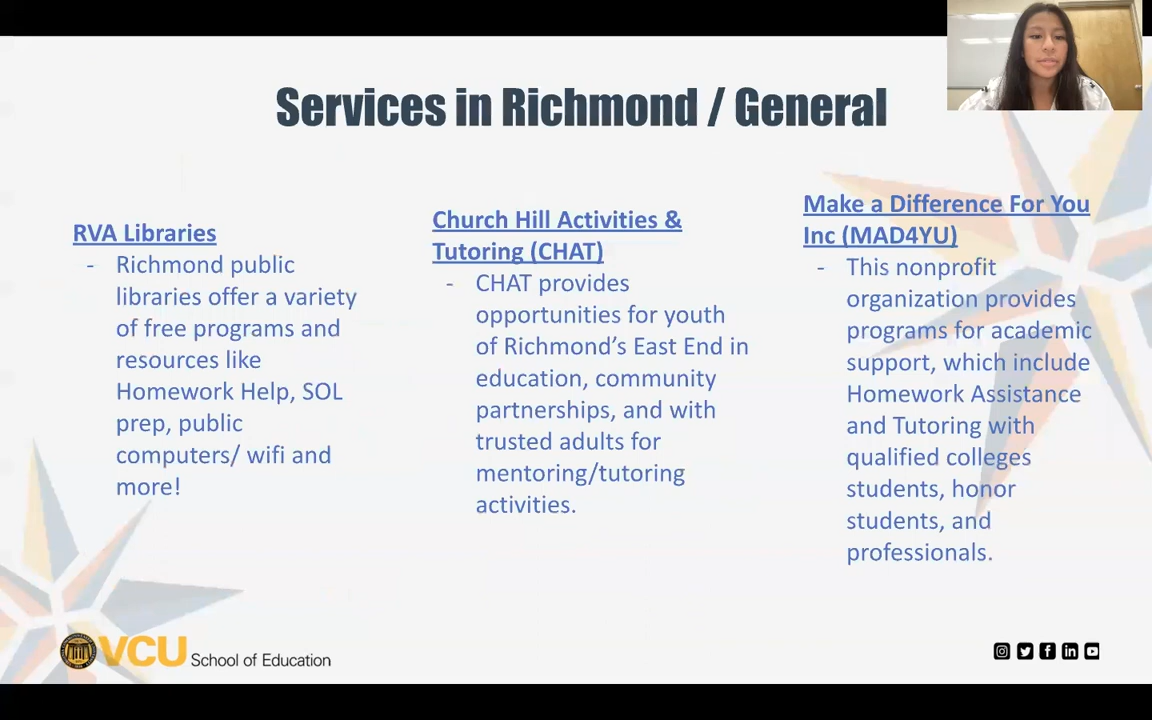 Services in Richmond / General
RVA Libraries
- Richmond public
libraries offer a variety
of free programs and
resources like
Homework Help, SOL
prep, public
computers/ wifi and
more!
Church Hill Activities &
Tutoring (CHAT)
- CHAT provides
opportunities for youth
of Richmond's East End in
education, community
partnerships, and with
trusted adults for
mentoring/tutoring
activities.
Make a Difference For You
Inc (MAD4YU)
- This nonprofit
organization provides
programs for academic
support, which include
Homework Assistance
and Tutoring with
qualified colleges
students, honor
students, and
professionals.
VCU School of Education